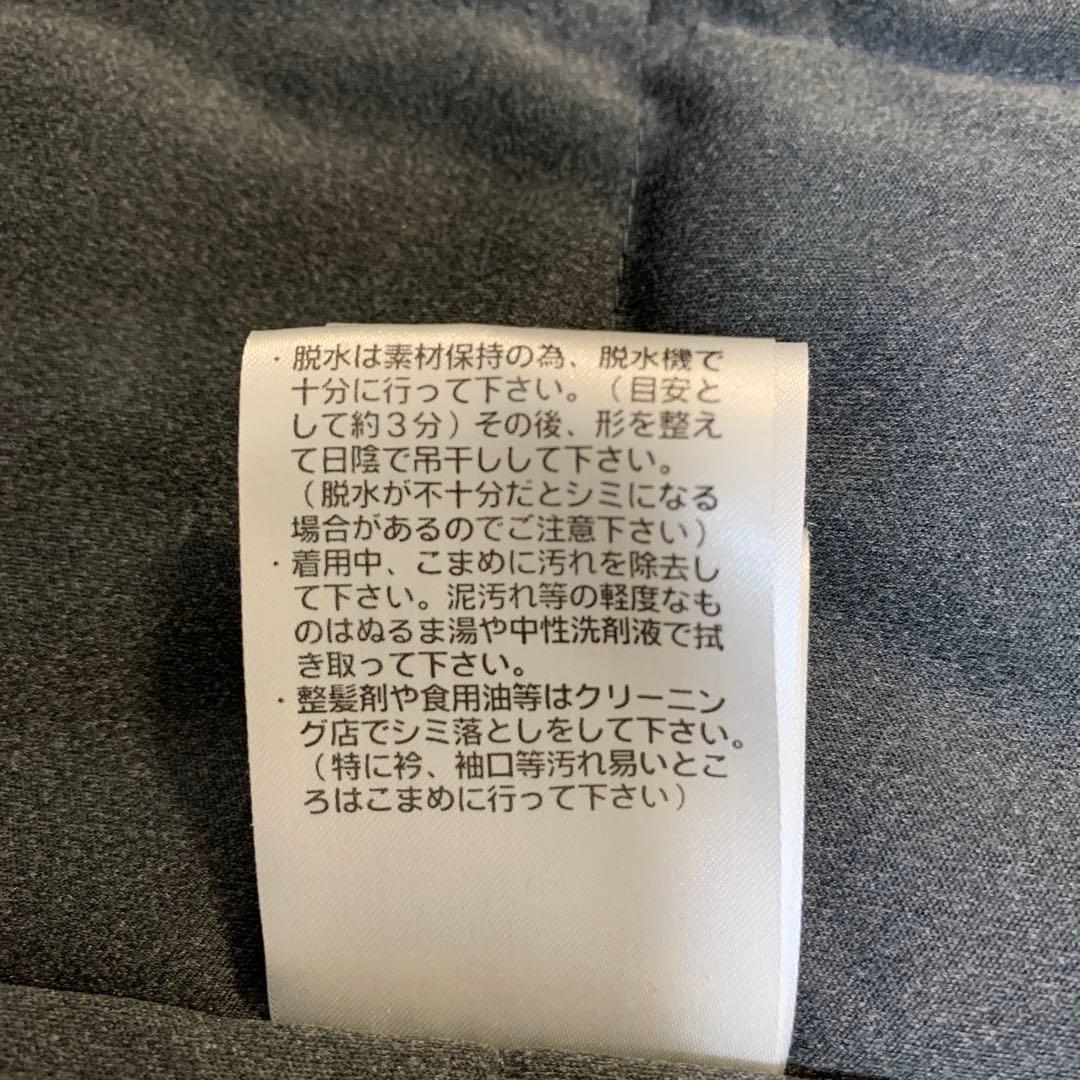 ・脱水は素材保持の為、脱水機で
十分に行って下さい。（目安と
して約３分）その後、形を整え
て日陰で吊干しして下さい。
（脱水が不十分だとシミになる
場合があるのでご注意下さい）
・着用中、こまめに汚れを除去し
て下さい。泥汚れ等の軽度なも
のはぬるま湯や中性洗剤液で拭
き取って下さい。
・整髪剤や食用油等はクリーニン
グ店でシミ落としをして下さい。
（特に衿、袖口等汚れ易いとこ
ろはこまめに行って下さい）